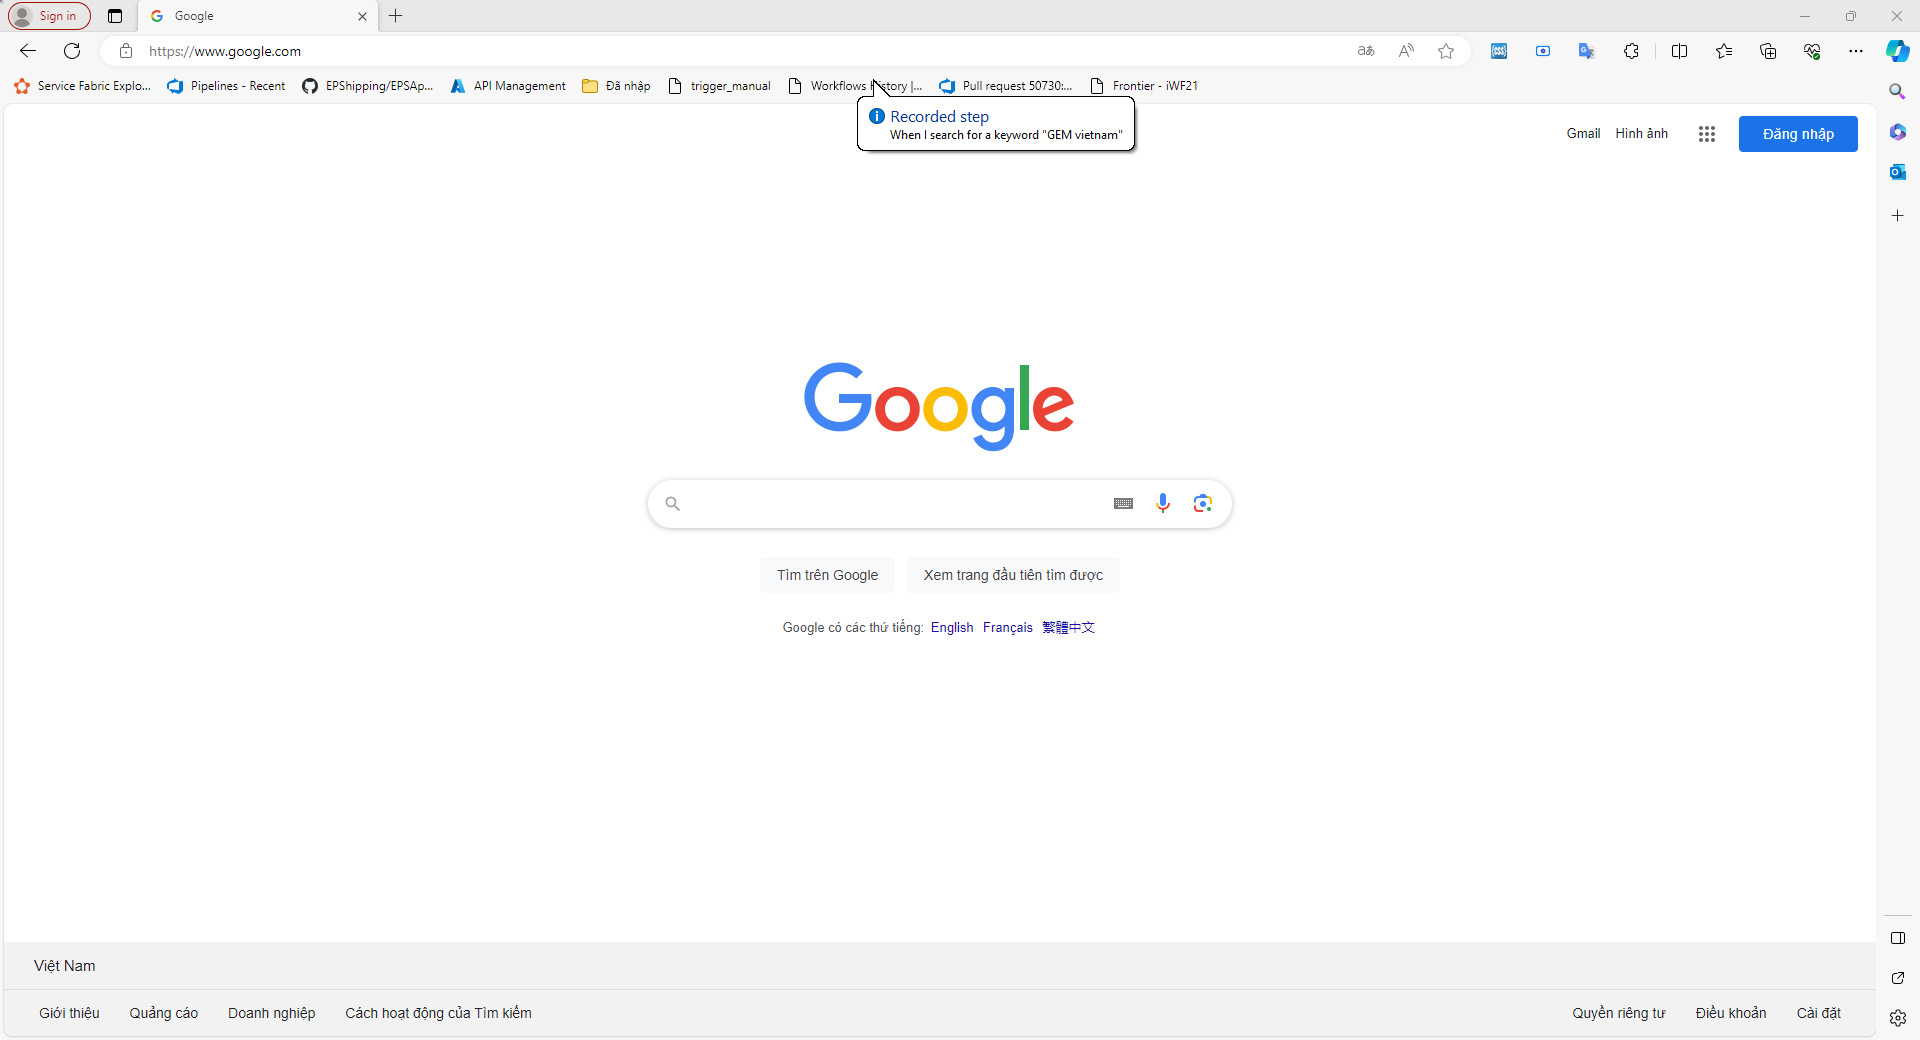 Sign in
Google
https://www.google.com
aあ
Service Fabric Explo...
Pipelines - Recent
EPShipping/EPSAp...
API Management
Đã nhập
trigger_manual
Workflows History |...
Pull request 50730:...
Frontier - iWF21
Recorded step
When I search for a keyword "GEM vietnam"
Gmail
Hình ảnh
Đăng nhập
Google
Tìm trên Google
Xem trang đầu tiên tìm được
Google có các thứ tiếng: English Français 繁體中文
Việt Nam
Giới thiệu
Quảng cáo
Doanh nghiệp
Cách hoạt động của Tìm kiếm
Quyền riêng tư
Điều khoản
Cài đặt